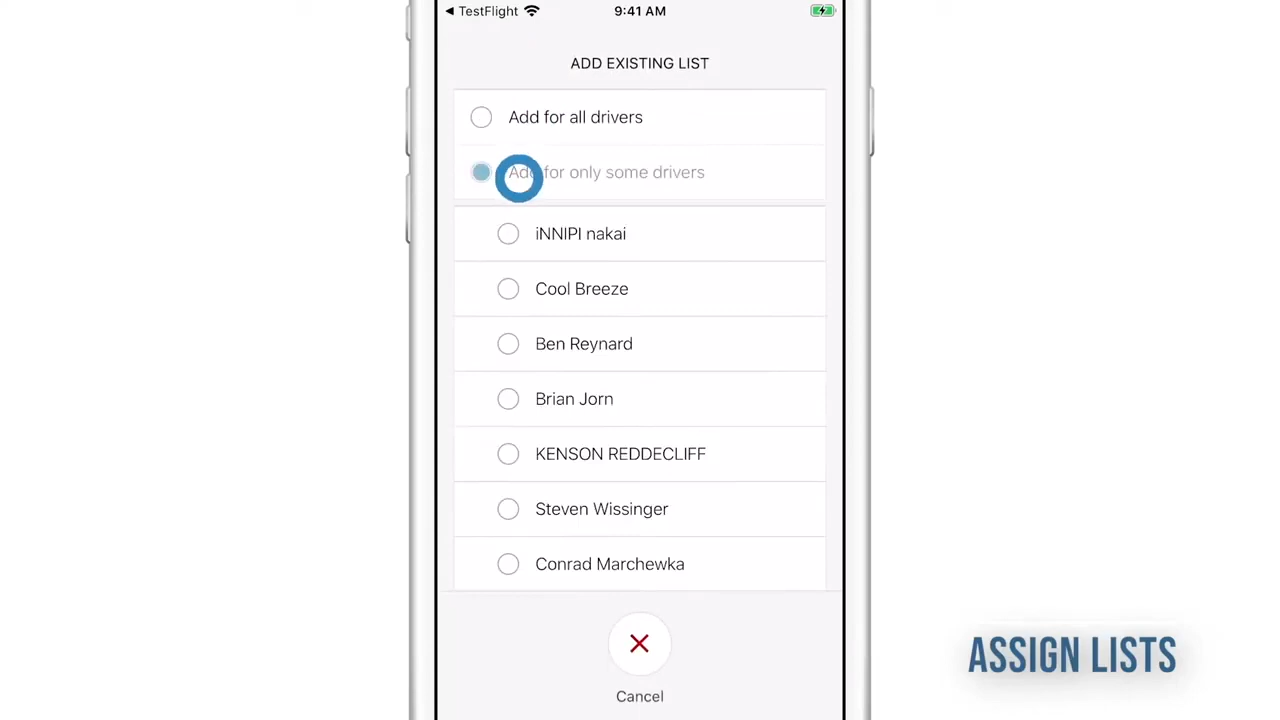 ◀ TestFlight
9:41 AM
ADD EXISTING LIST
Add for all drivers
Add for only some drivers
iNNIPI nakai
Cool Breeze
Ben Reynard
Brian Jorn
KENSON REDDECLIFF
Steven Wissinger
Conrad Marchewka
Cancel
ASSIGN LISTS